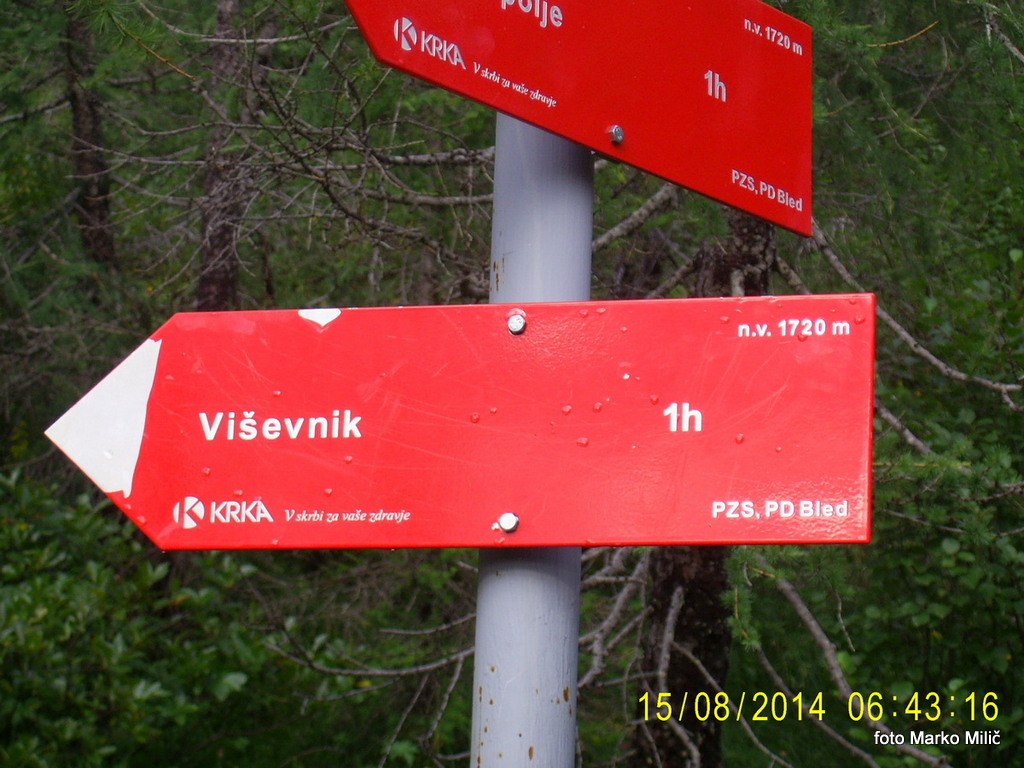 polje
n.v. 1720 m
KRKA V skrbi za vaše zdravje
1h
PZS, PD Bled
n.v. 1720 m
Viševnik 1h
KRKA V skrbi za vaše zdravje
PZS, PD Bled
15/08/2014 06:43:16
foto Marko Milič